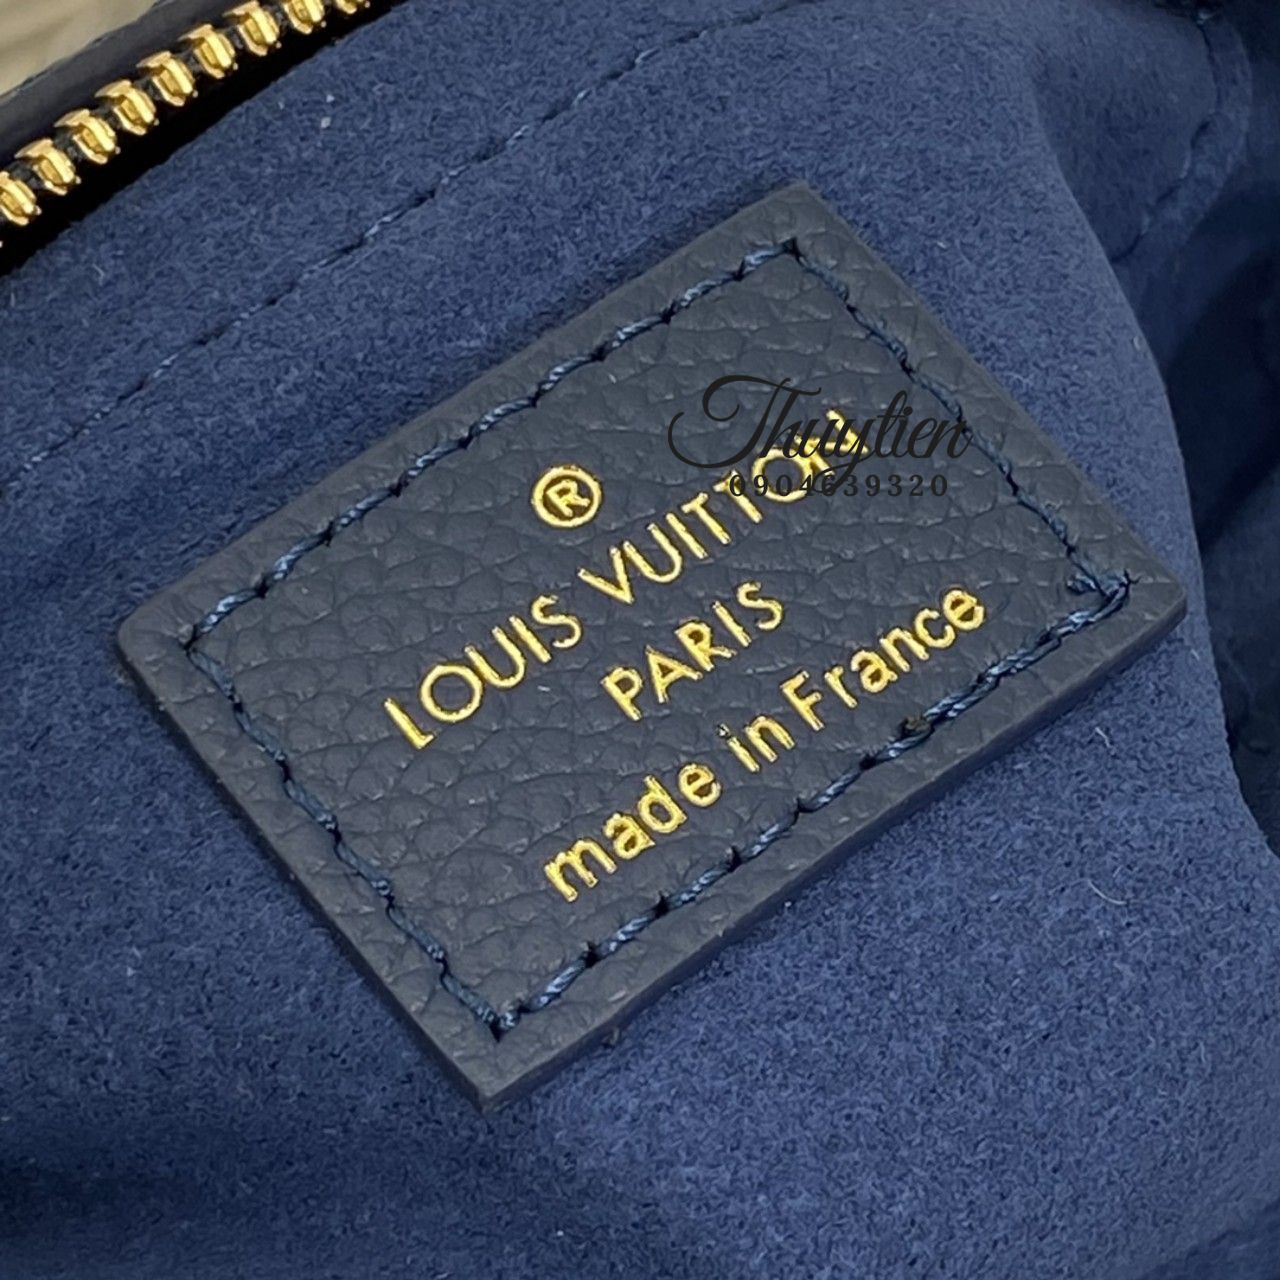 Thuytien
0904639320
®
LOUIS VUITTON
PARIS
made in France